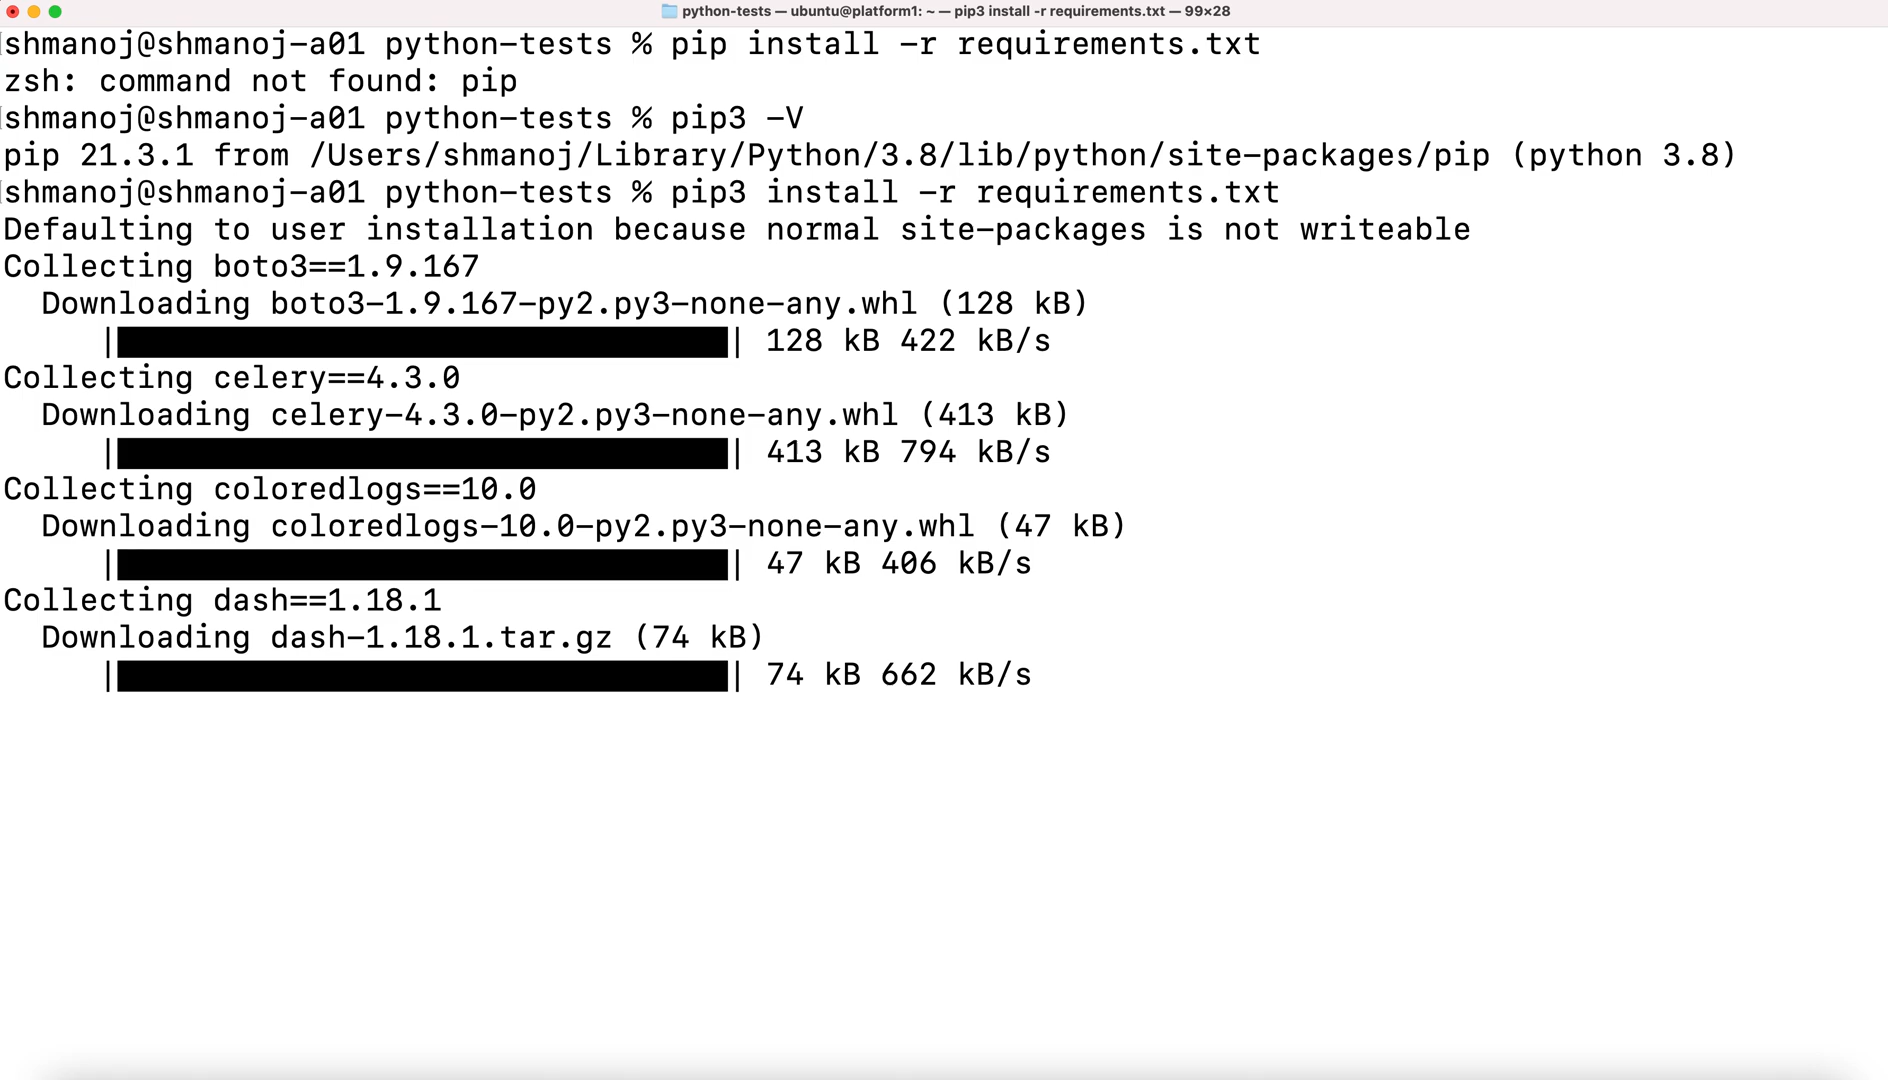 python-tests — ubuntu@platform1: ~ — pip3 install -r requirements.txt — 99×28
shmanoj@shmanoj-a01 python-tests % pip install -r requirements.txt
zsh: command not found: pip
shmanoj@shmanoj-a01 python-tests % pip3 -V
pip 21.3.1 from /Users/shmanoj/Library/Python/3.8/lib/python/site-packages/pip (python 3.8)
shmanoj@shmanoj-a01 python-tests % pip3 install -r requirements.txt
Defaulting to user installation because normal site-packages is not writeable
Collecting boto3==1.9.167
  Downloading boto3-1.9.167-py2.py3-none-any.whl (128 kB)
     |████████████████████████████████| 128 kB 422 kB/s
Collecting celery==4.3.0
  Downloading celery-4.3.0-py2.py3-none-any.whl (413 kB)
     |████████████████████████████████| 413 kB 794 kB/s
Collecting coloredlogs==10.0
  Downloading coloredlogs-10.0-py2.py3-none-any.whl (47 kB)
     |████████████████████████████████| 47 kB 406 kB/s
Collecting dash==1.18.1
  Downloading dash-1.18.1.tar.gz (74 kB)
     |████████████████████████████████| 74 kB 662 kB/s